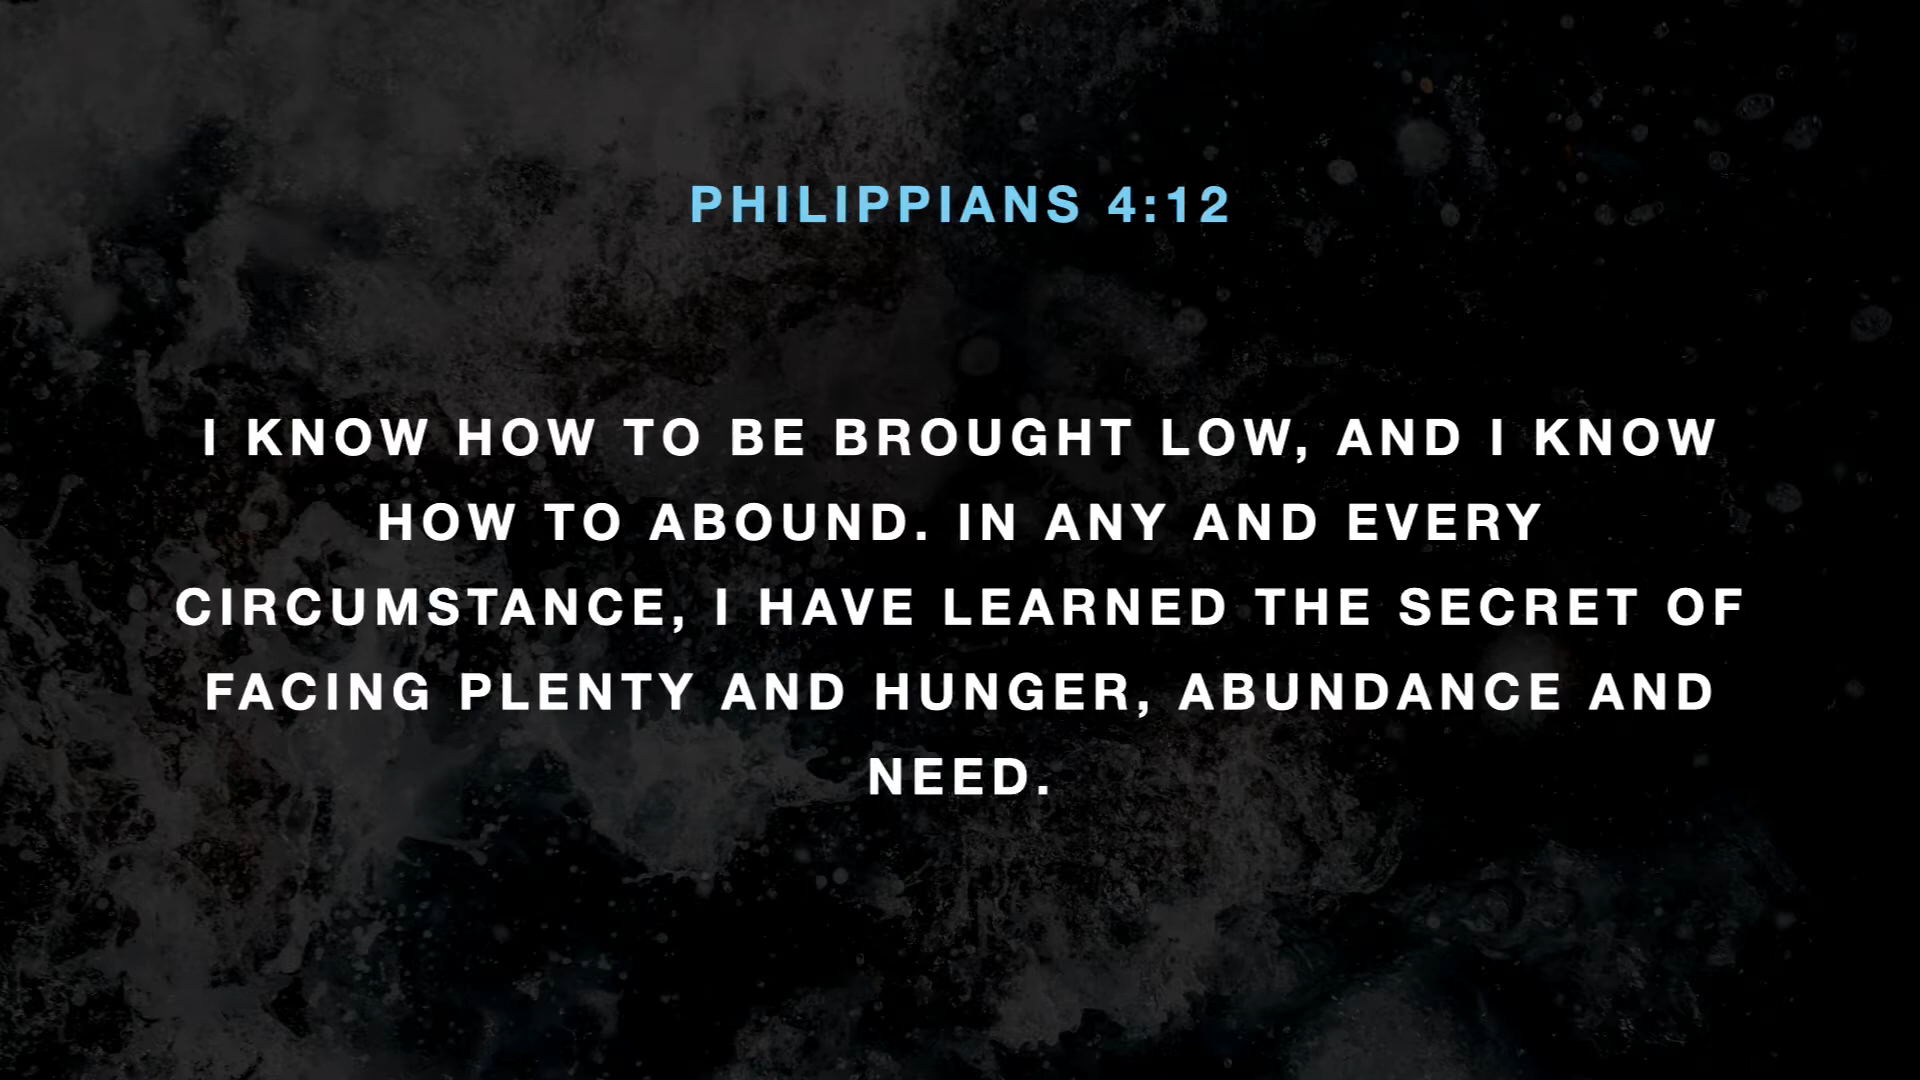 PHILIPPIANS 4:12
I KNOW HOW TO BE BROUGHT LOW, AND I KNOW
HOW TO ABOUND. IN ANY AND EVERY
CIRCUMSTANCE, I HAVE LEARNED THE SECRET OF
FACING PLENTY AND HUNGER, ABUNDANCE AND
NEED.